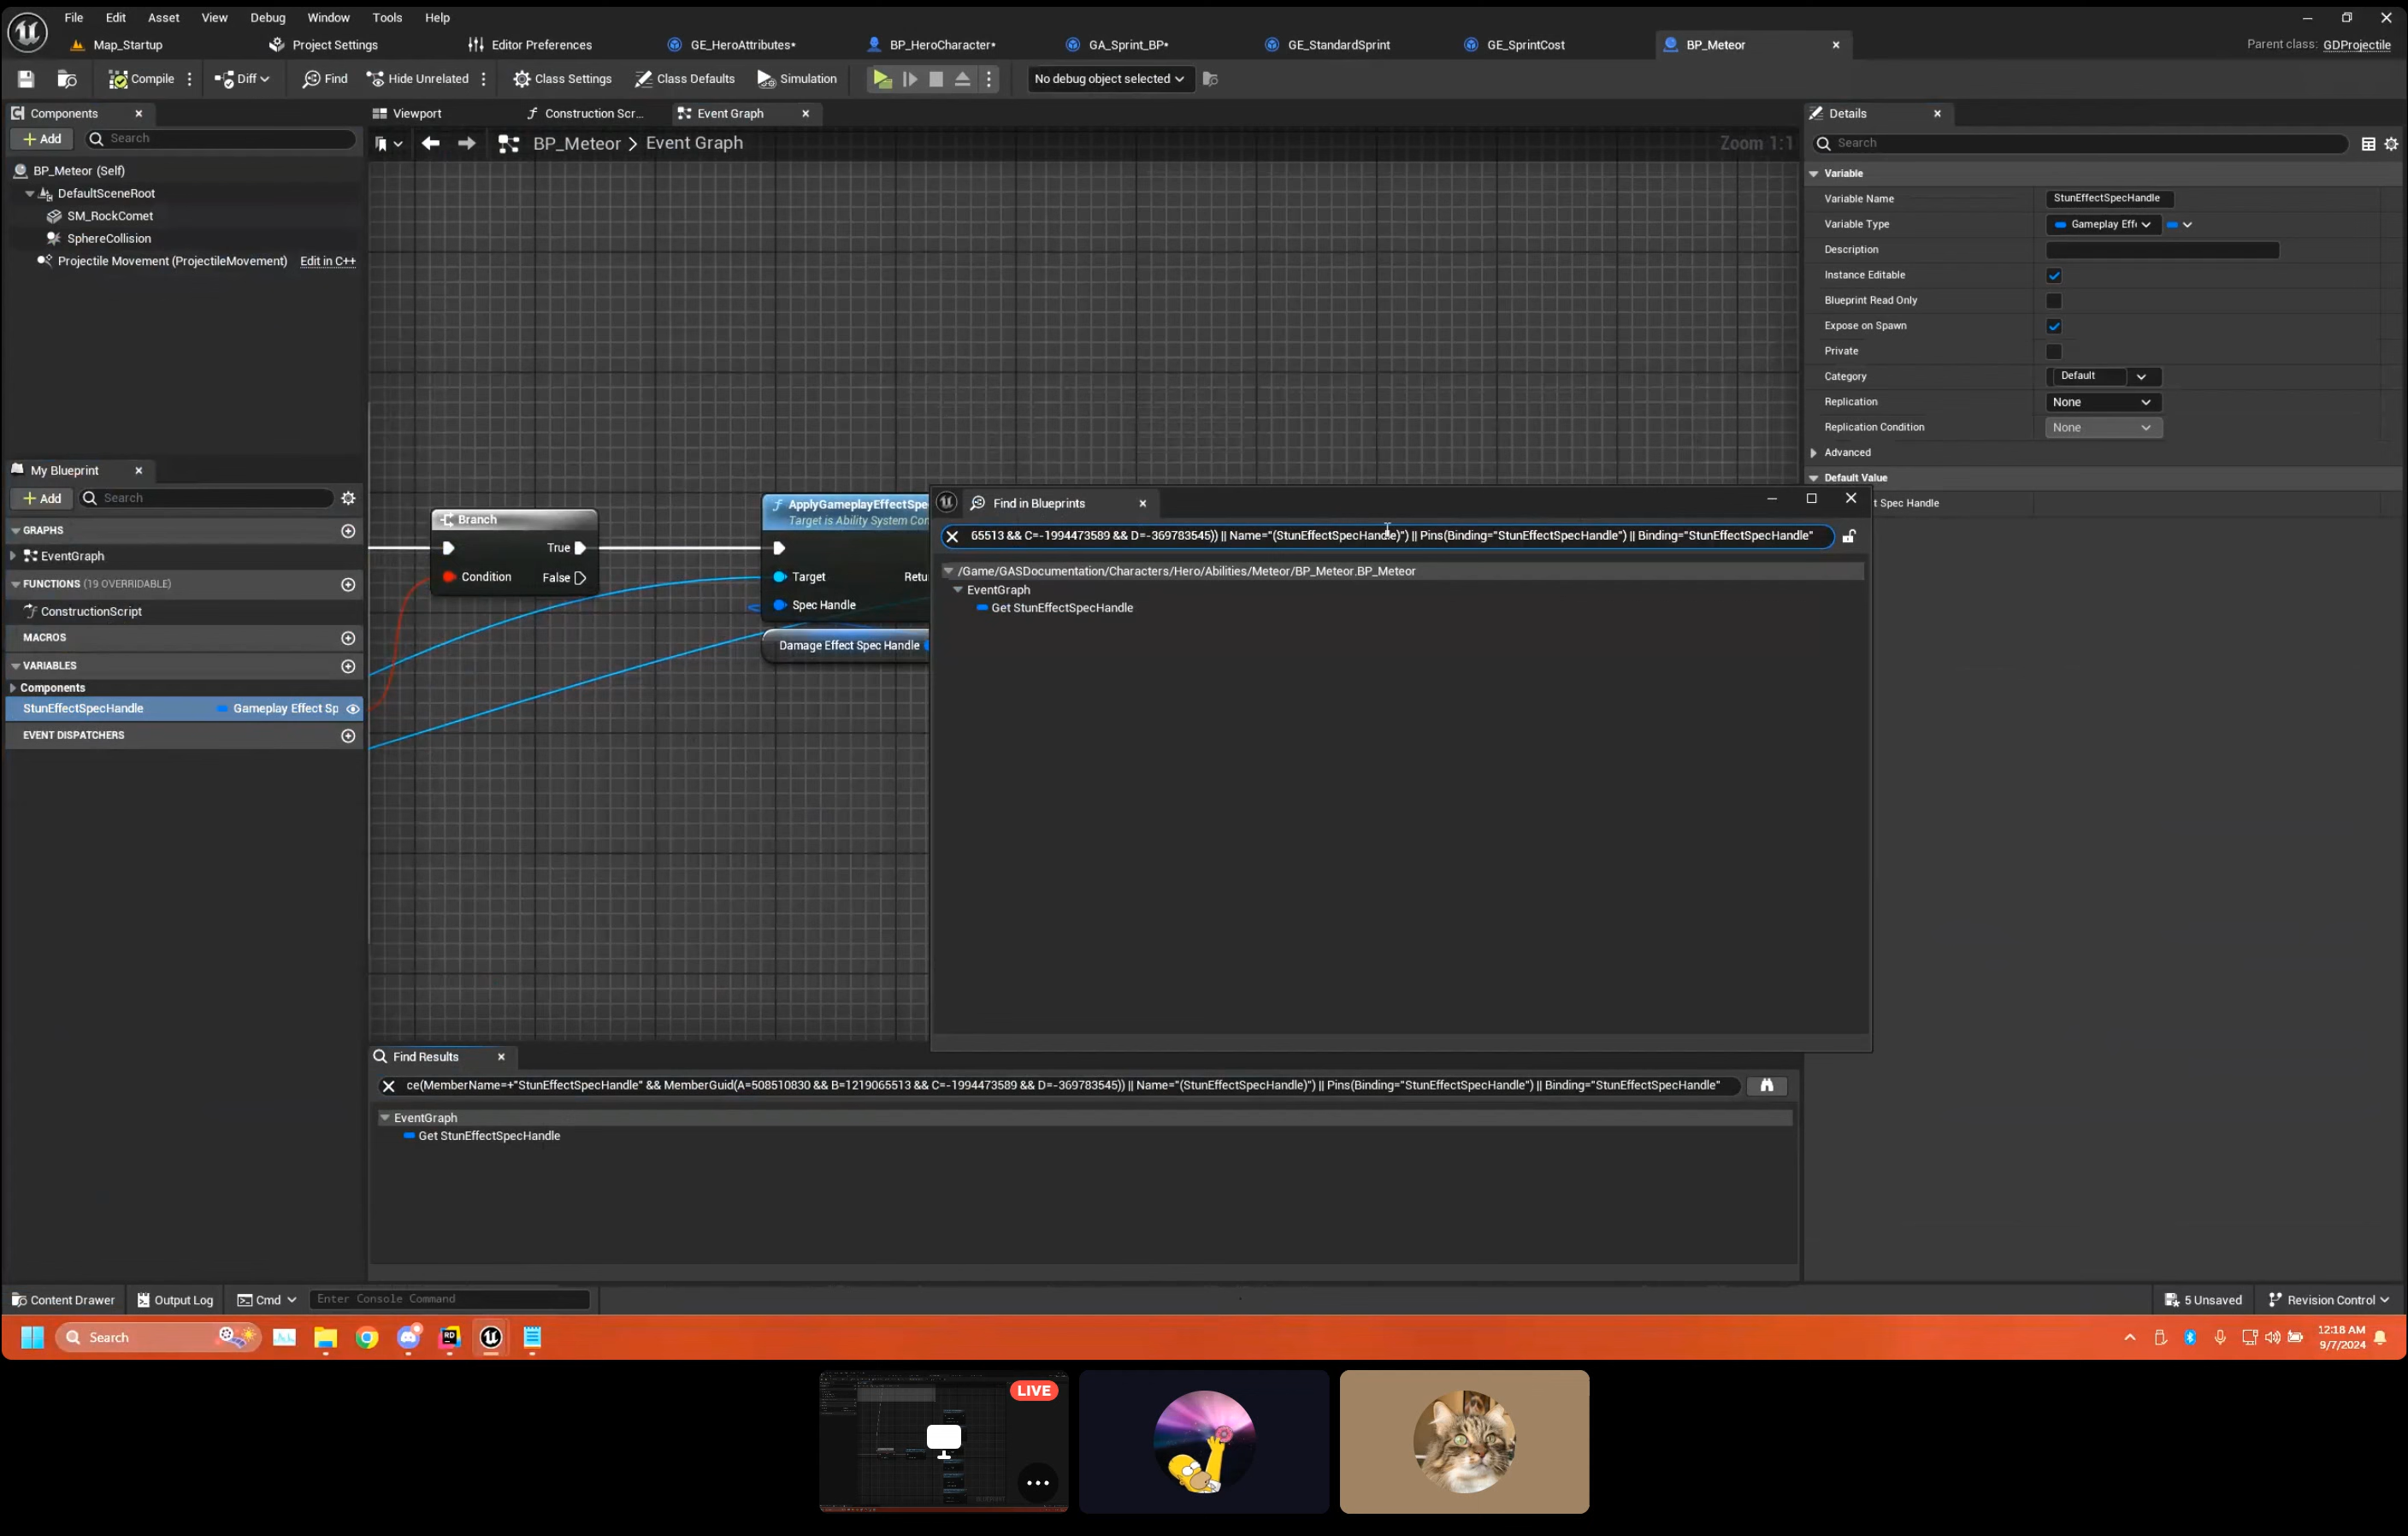 File Edit Asset View Debug Window Tools Help
Map_Startup Project Settings Editor Preferences GE_HeroAttributes* BP_HeroCharacter* GA_Sprint_BP* GE_StandardSprint GE_SprintCost BP_Meteor Parent class: GDProjectile
Compile Diff Find Hide Unrelated Class Settings Class Defaults Simulation No debug object selected
Components
Add Search
BP_Meteor (Self)
DefaultSceneRoot
SM_RockComet
SphereCollision
Projectile Movement (ProjectileMovement) Edit in C++
My Blueprint
Add Search
GRAPHS
EventGraph
FUNCTIONS (19 OVERRIDABLE)
ConstructionScript
MACROS
VARIABLES
Components
StunEffectSpecHandle Gameplay Effect Sp
EVENT DISPATCHERS
Viewport Construction Scr... Event Graph
BP_Meteor > Event Graph Zoom 1:1
Branch
True
Condition False
ApplyGameplayEffectSpe
Target is Ability System Con
Target Retu
Spec Handle
Damage Effect Spec Handle
Find in Blueprints
65513 && C=-1994473589 && D=-369783545)) || Name="(StunEffectSpecHandle)") || Pins(Binding="StunEffectSpecHandle") || Binding="StunEffectSpecHandle"
/Game/GASDocumentation/Characters/Hero/Abilities/Meteor/BP_Meteor.BP_Meteor
EventGraph
Get StunEffectSpecHandle
Find Results
ce(MemberName=+"StunEffectSpecHandle" && MemberGuid(A=508510830 && B=1219065513 && C=-1994473589 && D=-369783545)) || Name="(StunEffectSpecHandle)") || Pins(Binding="StunEffectSpecHandle") || Binding="StunEffectSpecHandle"
EventGraph
Get StunEffectSpecHandle
Details
Search
Variable
Variable Name StunEffectSpecHandle
Variable Type Gameplay Effe
Description
Instance Editable
Blueprint Read Only
Expose on Spawn
Private
Category Default
Replication None
Replication Condition None
Advanced
Default Value
t Spec Handle
Content Drawer Output Log Cmd Enter Console Command 5 Unsaved Revision Control
Search RD 12:18 AM
9/7/2024
LIVE